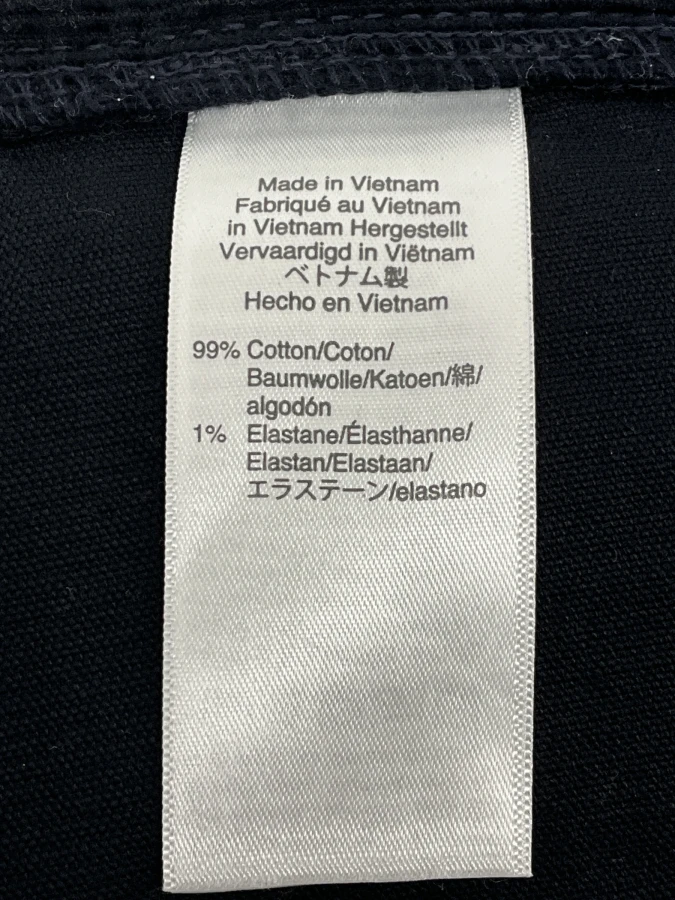 Made in Vietnam
Fabriqué au Vietnam
in Vietnam Hergestellt
Vervaardigd in Viëtnam
ベトナム製
Hecho en Vietnam
99% Cotton/Coton/
Baumwolle/Katoen/綿/
algodón
1% Elastane/Élasthanne/
Elastan/Elastaan/
エラステーン/elastano